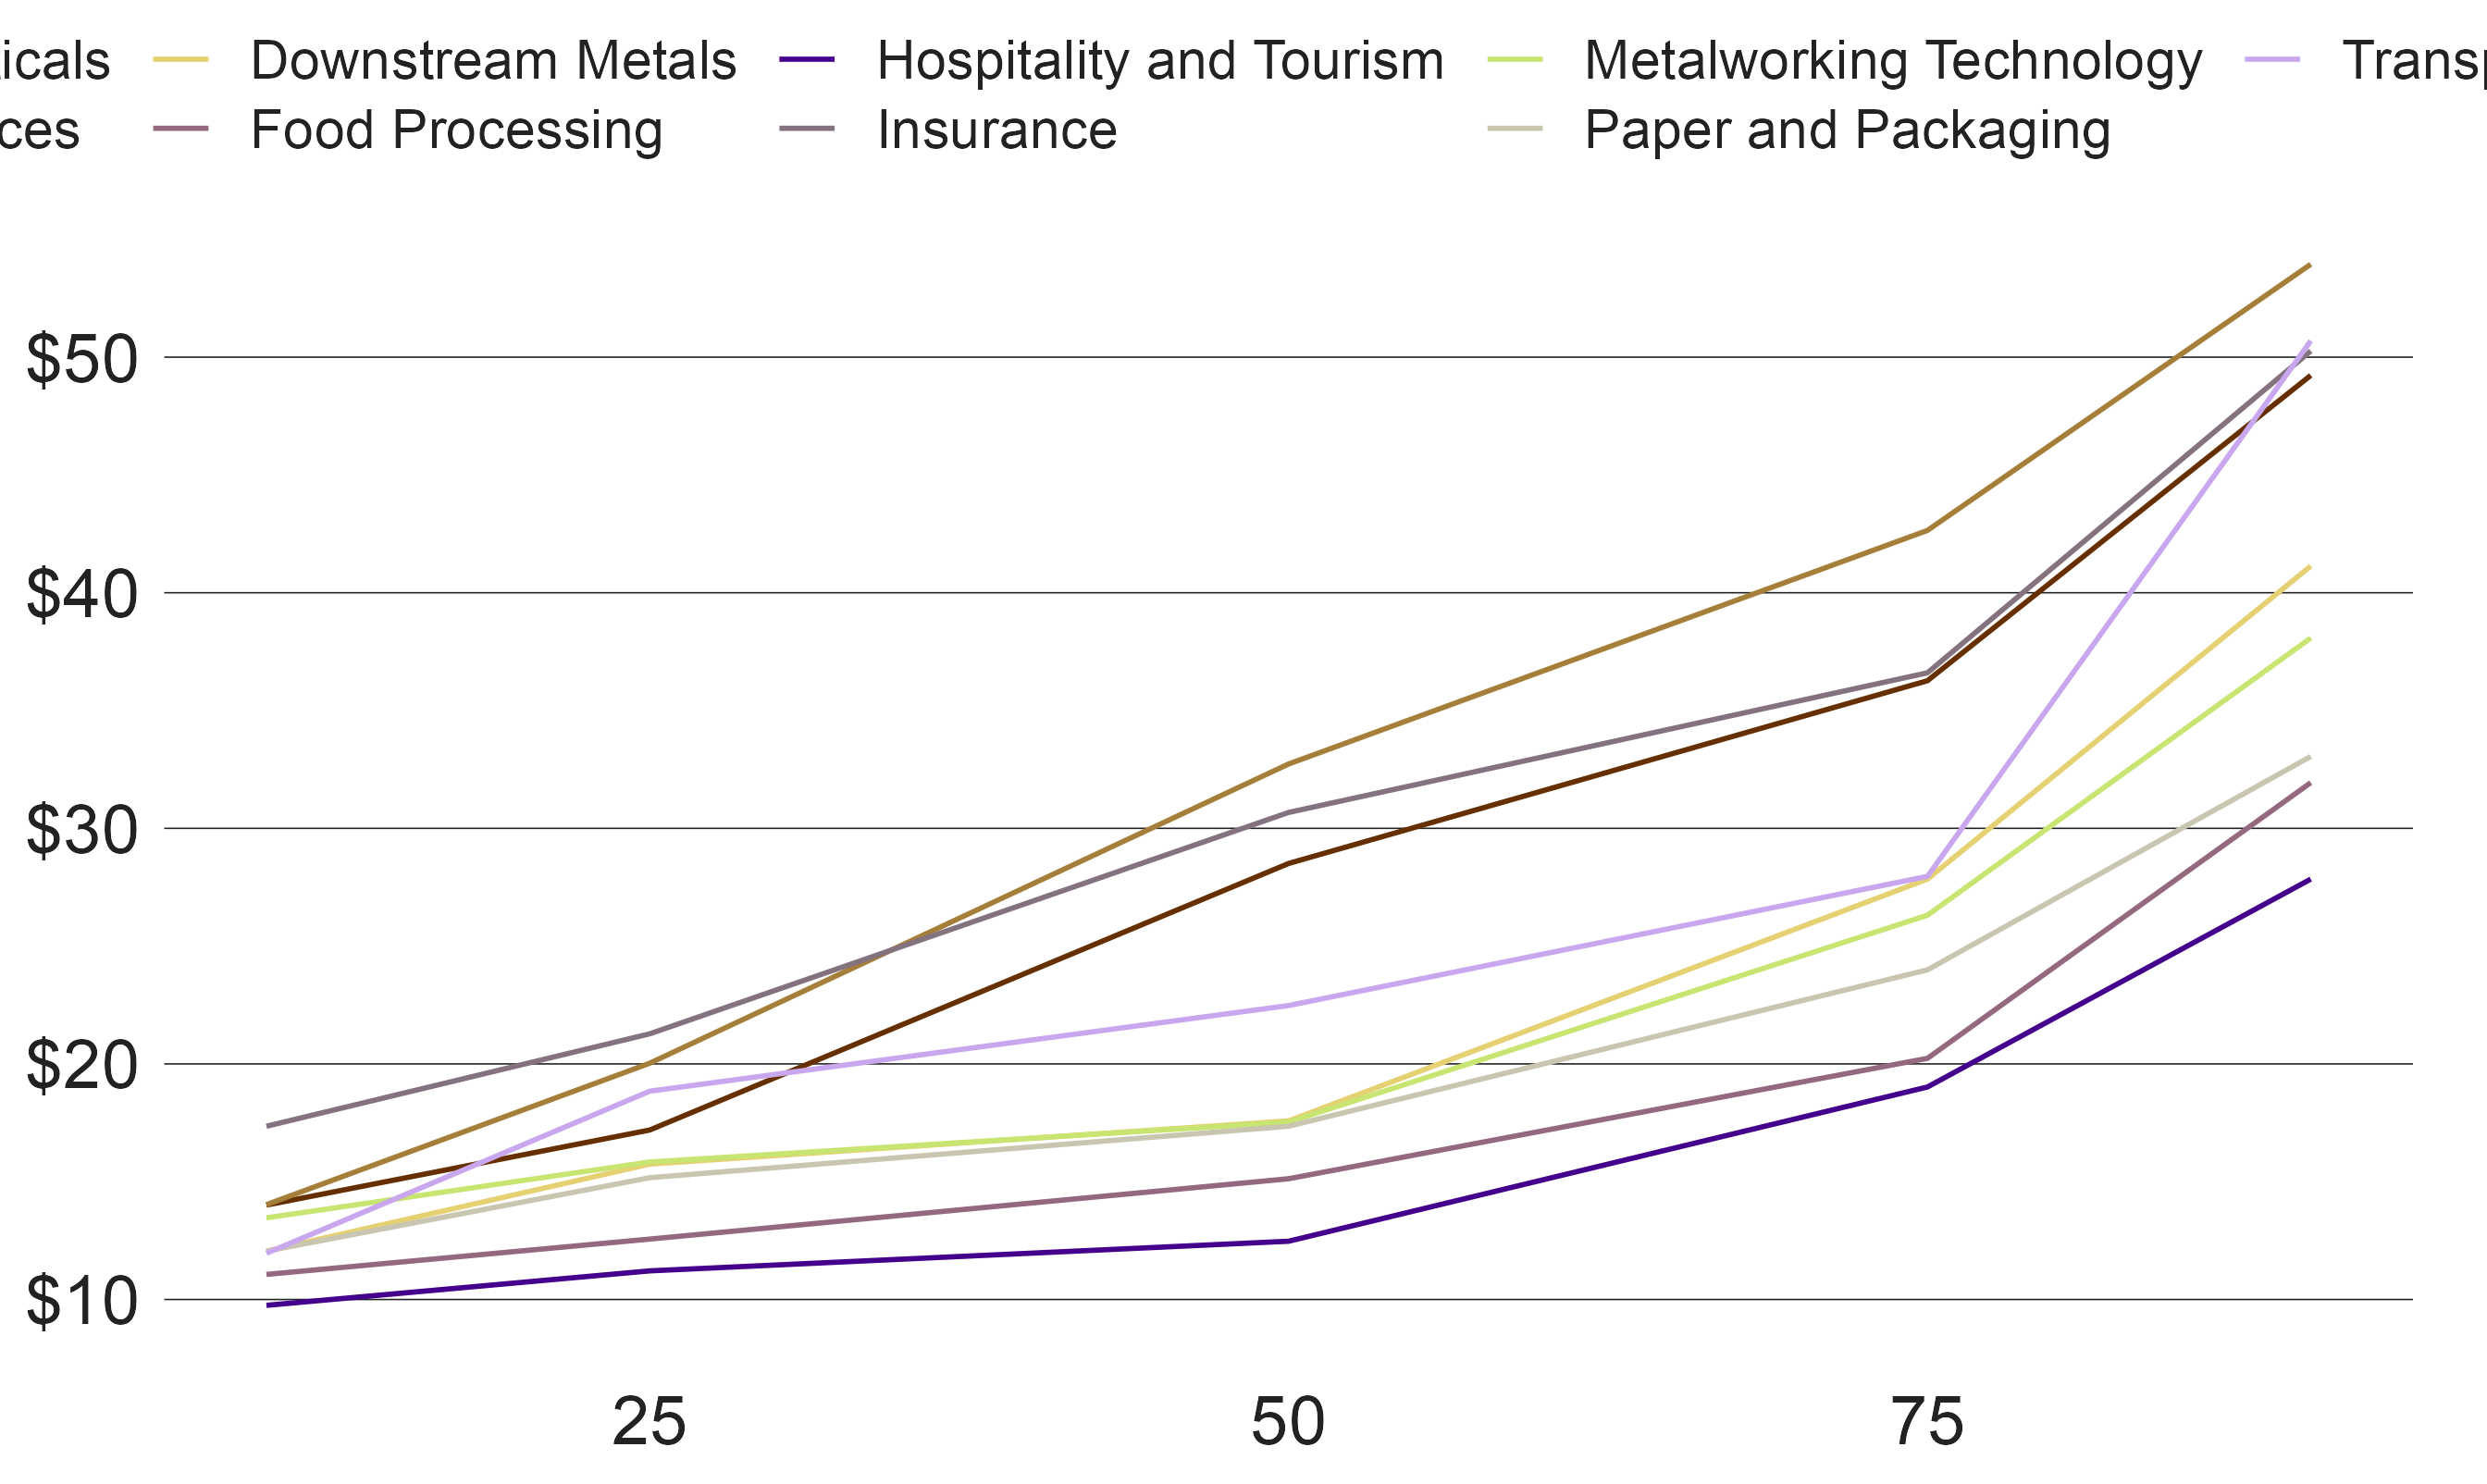 icals Downstream Metals Hospitality and Tourism Metalworking Technology Trans
ces Food Processing Insurance Paper and Packaging
$50
$40
$30
$20
$10
25 50 75